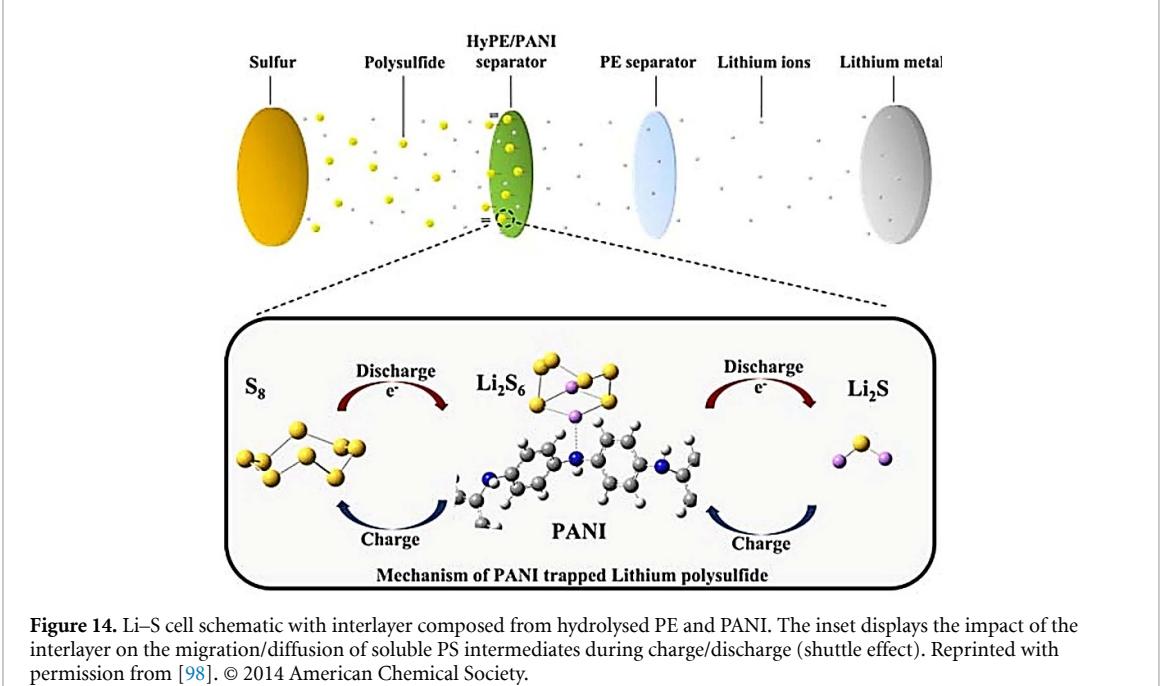 HyPE/PANI
Sulfur Polysulfide separator PE separator Lithium ions Lithium metal
=
=
S8 Discharge e- Li2S6 Discharge e- Li2S
Charge PANI Charge
Mechanism of PANI trapped Lithium polysulfide
Figure 14. Li–S cell schematic with interlayer composed from hydrolysed PE and PANI. The inset displays the impact of the
interlayer on the migration/diffusion of soluble PS intermediates during charge/discharge (shuttle effect). Reprinted with
permission from [98]. © 2014 American Chemical Society.